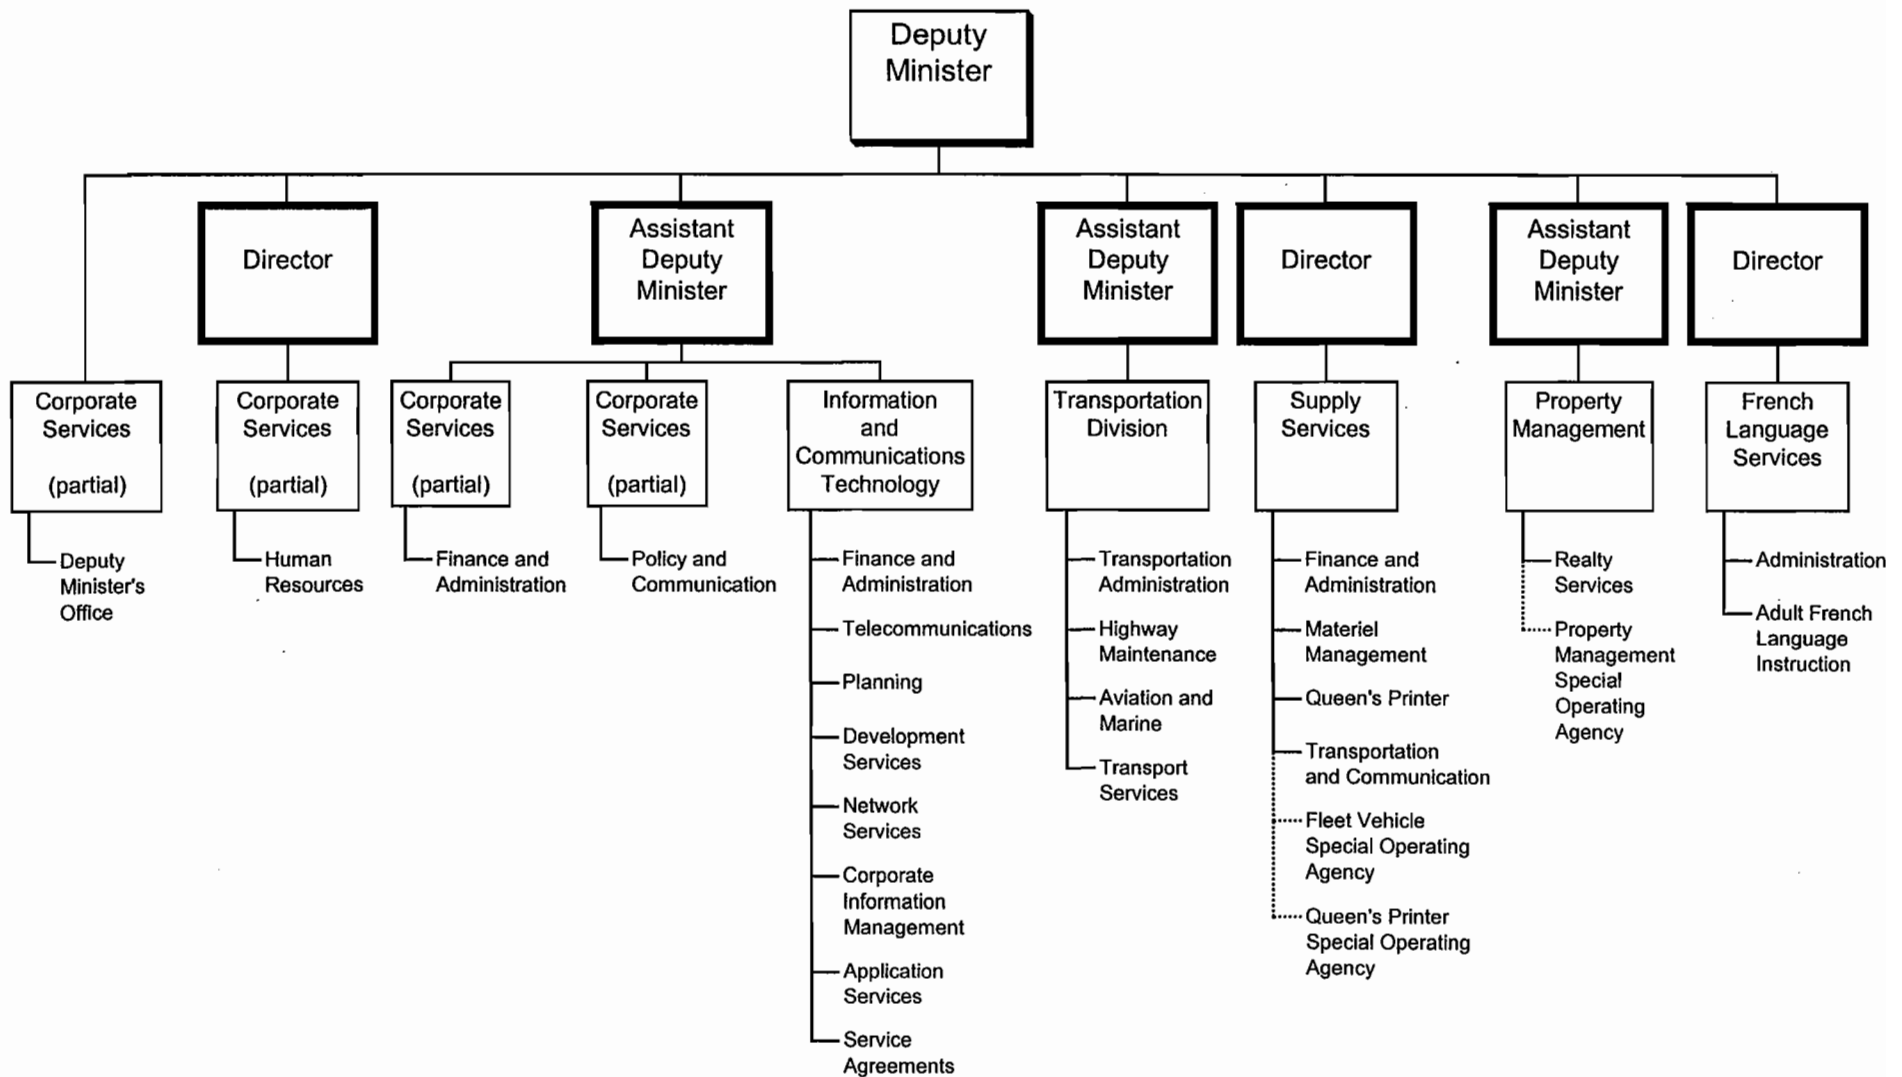 Deputy
Minister
Director
Assistant
Deputy
Minister
Assistant
Deputy
Minister
Director
Assistant
Deputy
Minister
Director
Corporate
Services
(partial)
Corporate
Services
(partial)
Corporate
Services
(partial)
Corporate
Services
(partial)
Information
and
Communications
Technology
Transportation
Division
Supply
Services
Property
Management
French
Language
Services
Deputy
Minister's
Office
Human
Resources
Finance and
Administration
Policy and
Communication
Finance and
Administration
Telecommunications
Planning
Development
Services
Network
Services
Corporate
Information
Management
Application
Services
Service
Agreements
Transportation
Administration
Highway
Maintenance
Aviation and
Marine
Transport
Services
Finance and
Administration
Materiel
Management
Queen's Printer
Transportation
and Communication
Fleet Vehicle
Special Operating
Agency
Queen's Printer
Special Operating
Agency
Realty
Services
Property
Management
Special
Operating
Agency
Administration
Adult French
Language
Instruction